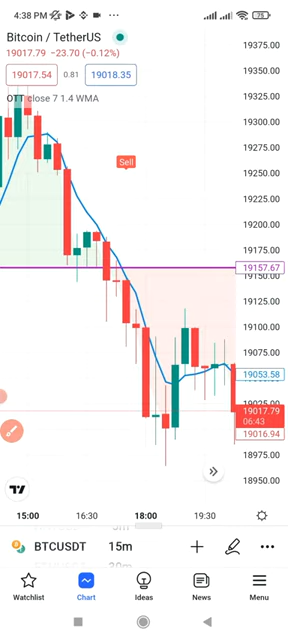 4:38 PM
75
Bitcoin / TetherUS
19017.79 −23.70 (−0.12%)
19017.54 0.81 19018.35
OTT close 7 1.4 WMA
Sell
19375.00
19350.00
19325.00
19300.00
19275.00
19250.00
19225.00
19200.00
19175.00
19157.67
19150.00
19125.00
19100.00
19075.00
19053.58
19025.00
19017.79
06:43
19016.94
18975.00
18950.00
15:00 16:30 18:00 19:30
BTCUSDT 15m
Watchlist Chart Ideas News Menu